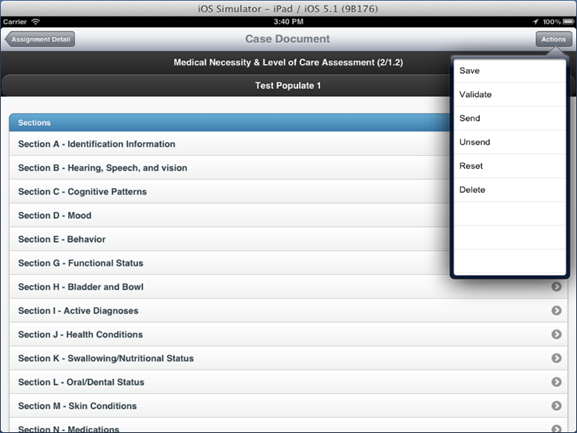 iOS Simulator - iPad / iOS 5.1 (9B176)
Carrier 3:40 PM 100%
Assignment Detail Case Document Actions
Medical Necessity & Level of Care Assessment (2/1.2)
Test Populate 1
Save
Validate
Send
Unsend
Reset
Delete
Sections
Section A - Identification Information
Section B - Hearing, Speech, and vision
Section C - Cognitive Patterns
Section D - Mood
Section E - Behavior
Section G - Functional Status
Section H - Bladder and Bowl
Section I - Active Diagnoses
Section J - Health Conditions
Section K - Swallowing/Nutritional Status
Section L - Oral/Dental Status
Section M - Skin Conditions
Section N - Medications